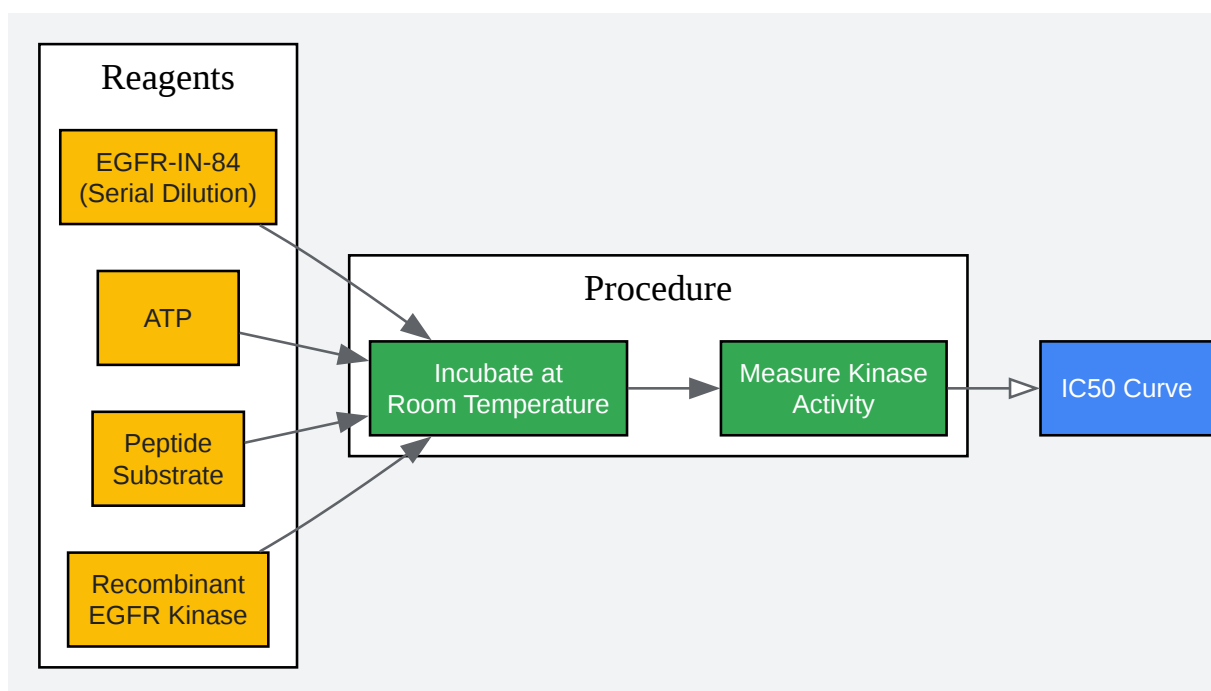 Reagents
EGFR-IN-84
(Serial Dilution)
ATP
Peptide
Substrate
Recombinant
EGFR Kinase
Procedure
Incubate at
Room Temperature
Measure Kinase
Activity
IC50 Curve